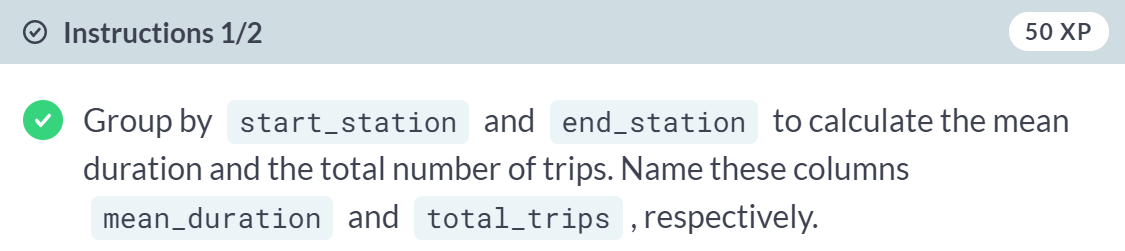 Instructions 1/2 50 XP
Group by start_station and end_station to calculate the mean
duration and the total number of trips. Name these columns
mean_duration and total_trips , respectively.